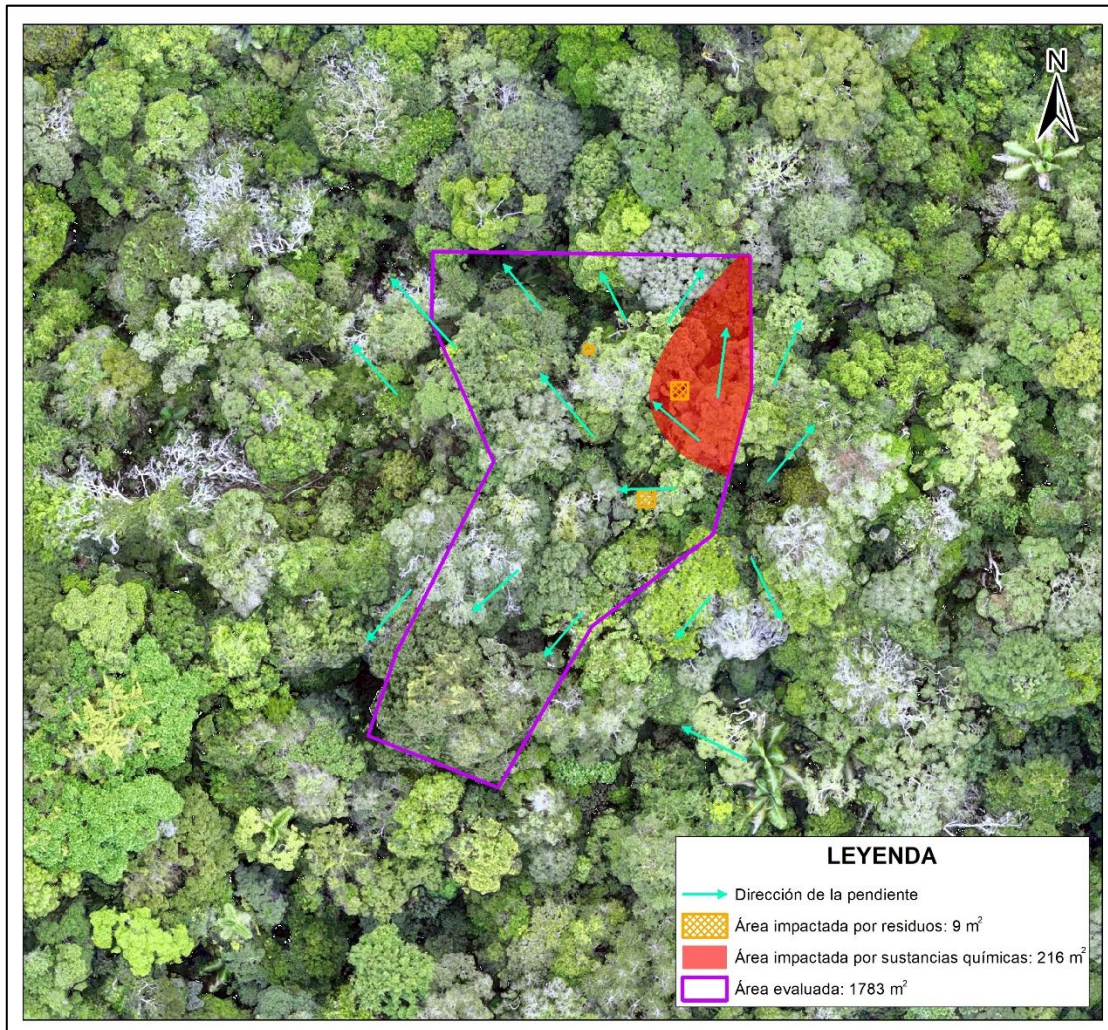 N
LEYENDA
Dirección de la pendiente
Área impactada por residuos: 9 m²
Área impactada por sustancias químicas: 216 m²
Área evaluada: 1783 m²